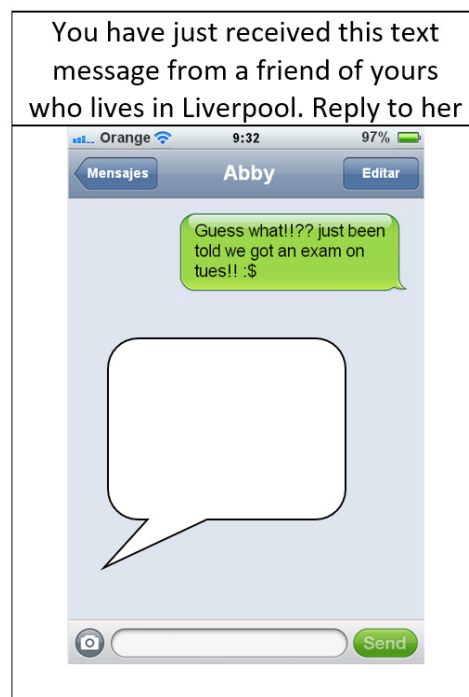 You have just received this text
message from a friend of yours
who lives in Liverpool. Reply to her
Orange 9:32 97%
Mensajes Abby Editar
Guess what!!?? just been
told we got an exam on
tues!! :$
Send